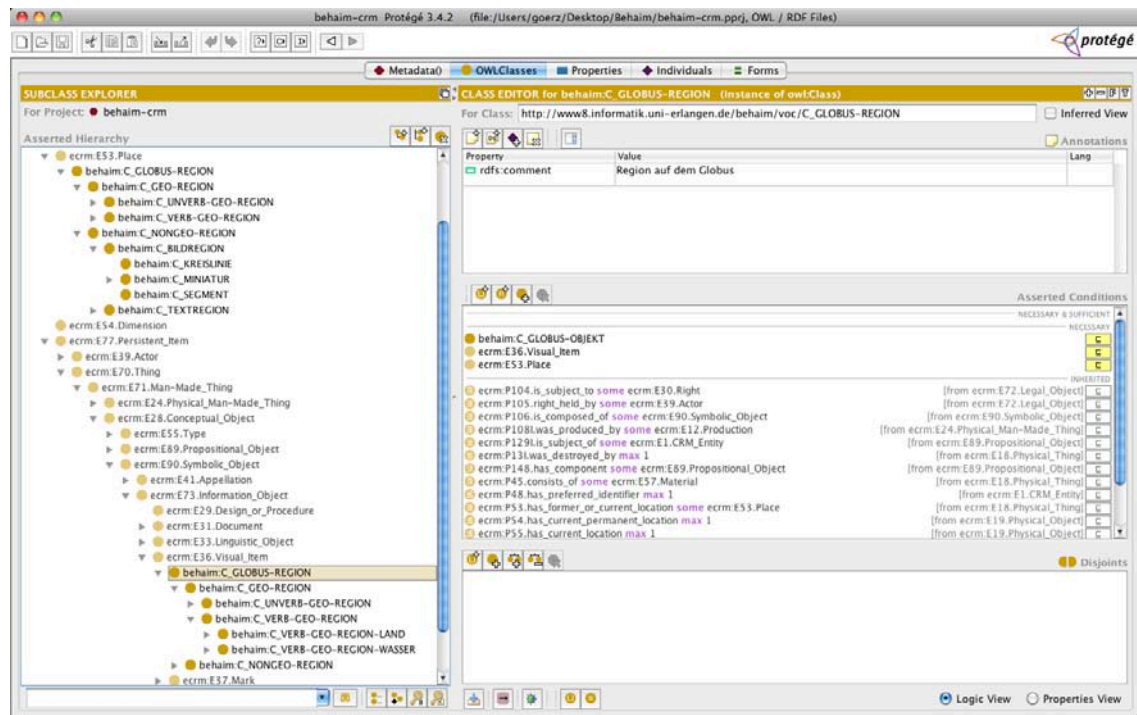 behaim-crm Protégé 3.4.2 (file:/Users/goerz/Desktop/Behaim/behaim-crm.pprj, OWL / RDF Files)
protégé
Metadata() OWLClasses Properties Individuals Forms
SUBCLASS EXPLORER
For Project: behaim-crm
Asserted Hierarchy
ecrm:E53.Place
behaim:C_GLOBUS-REGION
behaim:C_GEO-REGION
behaim:C_UNVERB-GEO-REGION
behaim:C_VERB-GEO-REGION
behaim:C_NONGEO-REGION
behaim:C_BILDREGION
behaim:C_KREISLINIE
behaim:C_MINIATUR
behaim:C_SEGMENT
behaim:C_TEXTREGION
ecrm:E54.Dimension
ecrm:E77.Persistent_Item
ecrm:E39.Actor
ecrm:E70.Thing
ecrm:E71.Man-Made_Thing
ecrm:E24.Physical_Man-Made_Thing
ecrm:E28.Conceptual_Object
ecrm:E55.Type
ecrm:E89.Propositional_Object
ecrm:E90.Symbolic_Object
ecrm:E41.Appellation
ecrm:E73.Information_Object
ecrm:E29.Design_or_Procedure
ecrm:E31.Document
ecrm:E33.Linguistic_Object
ecrm:E36.Visual_Item
behaim:C_GLOBUS-REGION
behaim:C_GEO-REGION
behaim:C_UNVERB-GEO-REGION
behaim:C_VERB-GEO-REGION
behaim:C_VERB-GEO-REGION-LAND
behaim:C_VERB-GEO-REGION-WASSER
behaim:C_NONGEO-REGION
ecrm:E37.Mark
CLASS EDITOR for behaim:C_GLOBUS-REGION (instance of owl:Class)
For Class: http://www8.informatik.uni-erlangen.de/behaim/voc/C_GLOBUS-REGION Inferred View
Annotations
Property Value Lang
rdfs:comment Region auf dem Globus
Asserted Conditions
NECESSARY & SUFFICIENT
NECESSARY
behaim:C_GLOBUS-OBJEKT
ecrm:E36.Visual_Item
ecrm:E53.Place
INHERITED
ecrm:P104.is_subject_to some ecrm:E30.Right [from ecrm:E72.Legal_Object]
ecrm:P105.right_held_by some ecrm:E39.Actor [from ecrm:E72.Legal_Object]
ecrm:P106.is_composed_of some ecrm:E90.Symbolic_Object [from ecrm:E90.Symbolic_Object]
ecrm:P108I.was_produced_by some ecrm:E12.Production [from ecrm:E24.Physical_Man-Made_Thing]
ecrm:P129I.is_subject_of some ecrm:E1.CRM_Entity [from ecrm:E89.Propositional_Object]
ecrm:P13I.was_destroyed_by max 1 [from ecrm:E18.Physical_Thing]
ecrm:P148.has_component some ecrm:E89.Propositional_Object [from ecrm:E89.Propositional_Object]
ecrm:P45.consists_of some ecrm:E57.Material [from ecrm:E18.Physical_Thing]
ecrm:P48.has_preferred_identifier max 1 [from ecrm:E1.CRM_Entity]
ecrm:P53.has_former_or_current_location some ecrm:E53.Place [from ecrm:E18.Physical_Thing]
ecrm:P54.has_current_permanent_location max 1 [from ecrm:E19.Physical_Object]
ecrm:P55.has_current_location max 1 [from ecrm:E19.Physical_Object]
Disjoints
Logic View Properties View